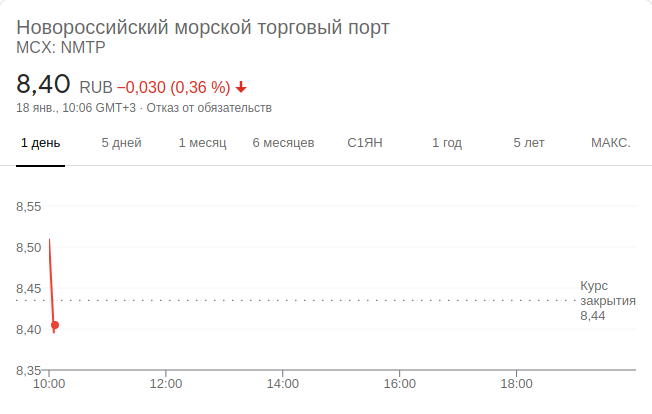 Новороссийский морской торговый порт
MCX: NMTP
8,40 RUB −0,030 (0,36 %)
18 янв., 10:06 GMT+3 · Отказ от обязательств
1 день 5 дней 1 месяц 6 месяцев С1ЯН 1 год 5 лет МАКС.
8,55
8,50
8,45
Курс
закрытия
8,44
8,40
8,35
10:00 12:00 14:00 16:00 18:00